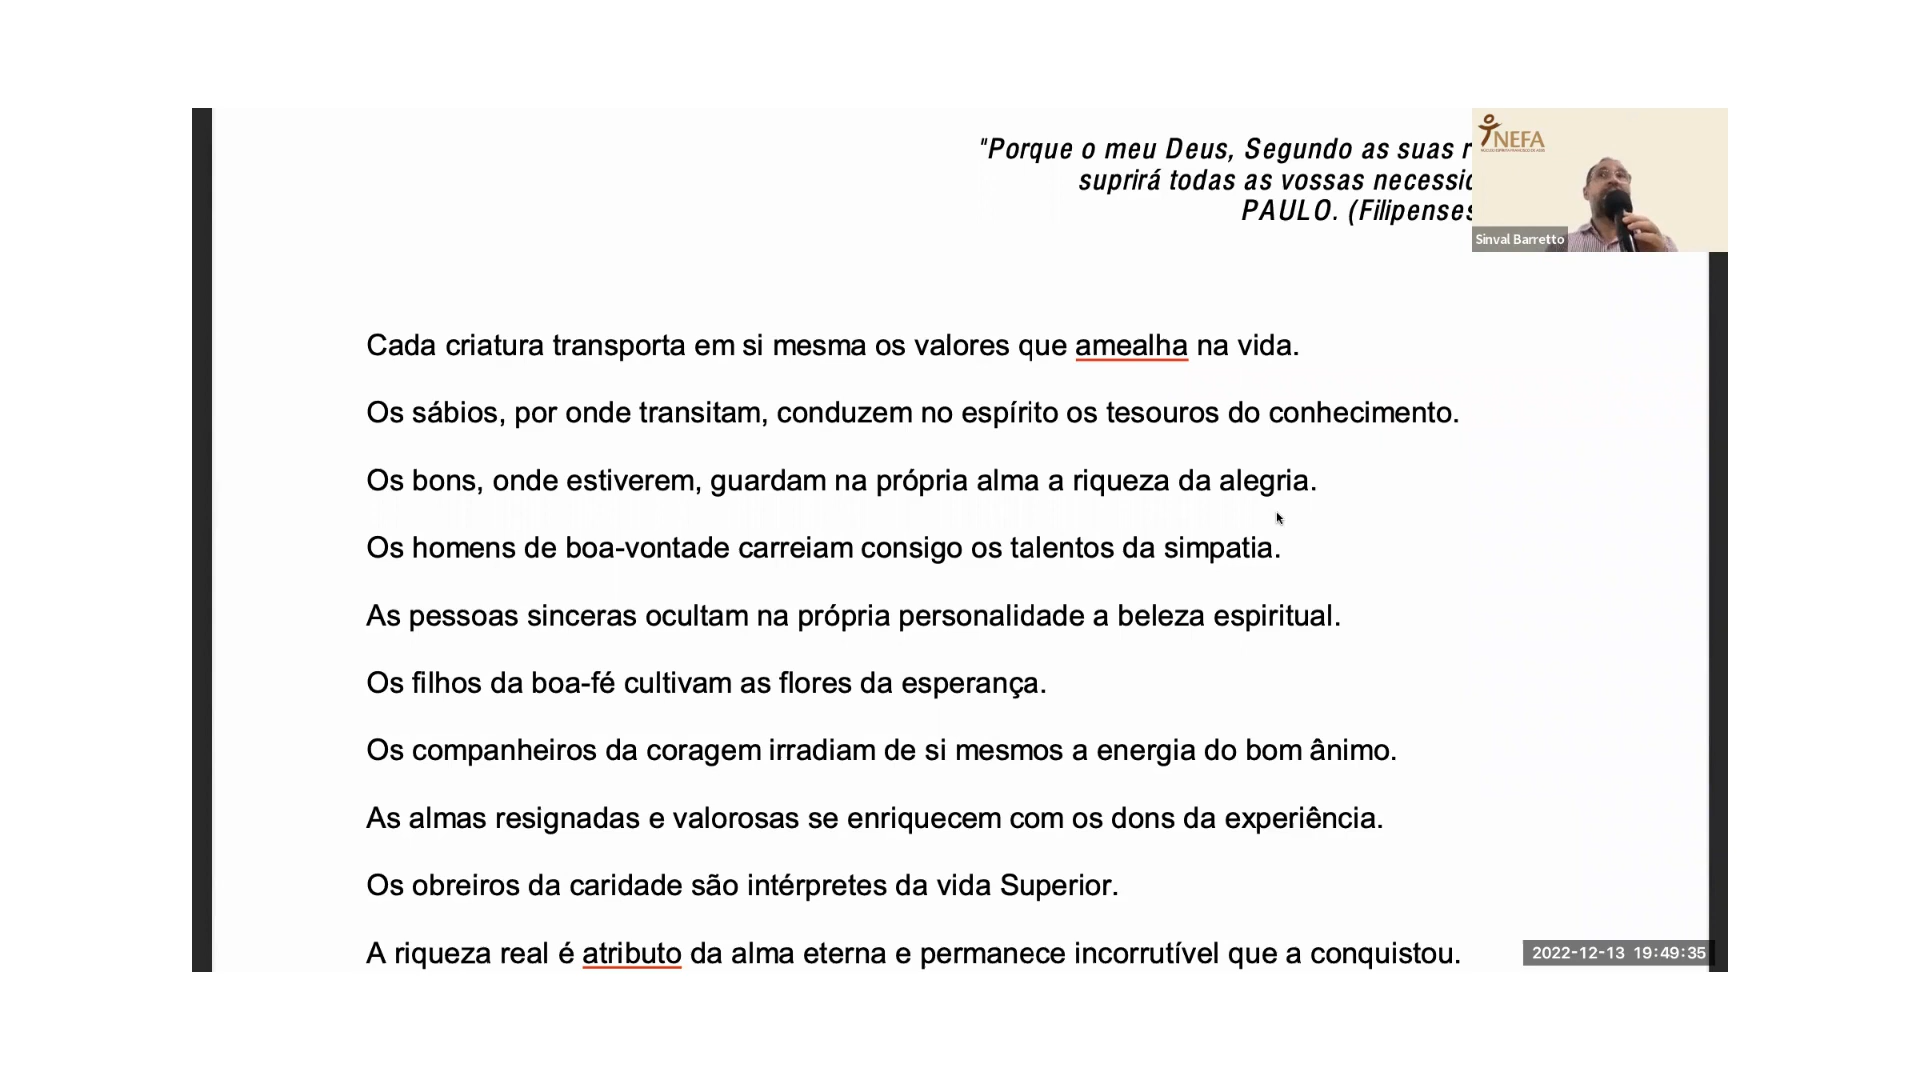 "Porque o meu Deus, Segundo as suas
suprirá todas as vossas
PAULO. (Filipenses
NEFA
Sinval Barretto
Cada criatura transporta em si mesma os valores que amealha na vida.
Os sábios, por onde transitam, conduzem no espírito os tesouros do conhecimento.
Os bons, onde estiverem, guardam na própria alma a riqueza da alegria.
Os homens de boa-vontade carreiam consigo os talentos da simpatia.
As pessoas sinceras ocultam na própria personalidade a beleza espiritual.
Os filhos da boa-fé cultivam as flores da esperança.
Os companheiros da coragem irradiam de si mesmos a energia do bom ânimo.
As almas resignadas e valorosas se enriquecem com os dons da experiência.
Os obreiros da caridade são intérpretes da vida Superior.
A riqueza real é atributo da alma eterna e permanece incorrutível que a conquistou.
2022-12-13 19:49:35